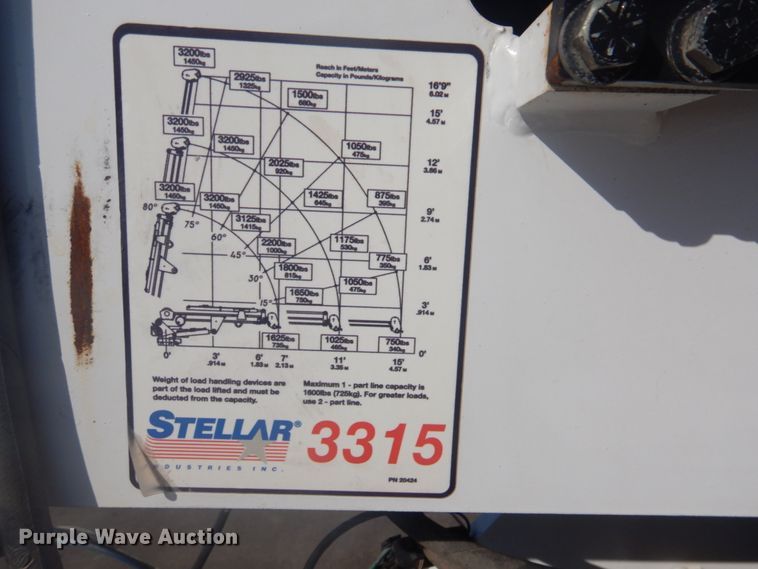 3200lbs
1450kg
Reach in Feet/Meters
Capacity in Pounds/Kilograms
2925lbs
1325kg
16'9"
6.02 M
1500lbs
680kg
15'
4.57 M
3200lbs
1450kg
3200lbs
1450kg
1050lbs
475kg
12'
3.66 M
2025lbs
920kg
3200lbs
1450kg
3200lbs
1450kg
1425lbs
645kg
875lbs
395kg
80°
75°
9'
2.74 M
3125lbs
1415kg
60°
2200lbs
1000kg
1175lbs
530kg
45°
1800lbs
815kg
775lbs
350kg
6'
1.83 M
30°
1050lbs
475kg
1650lbs
750kg
15°
3'
.914 M
1625lbs
735kg
1025lbs
465kg
750lbs
340kg
0'
0' 3' 6' 7' 11' 15'
.914 M 1.83 M 2.13 M 3.35 M 4.57 M
Weight of load handling devices are
part of the load lifted and must be
deducted from the capacity.
Maximum 1 - part line capacity is
1600lbs (725kg). For greater loads,
use 2 - part line.
STELLAR® 3315
NDUSTRIES INC.
PN 20424
Purple Wave Auction